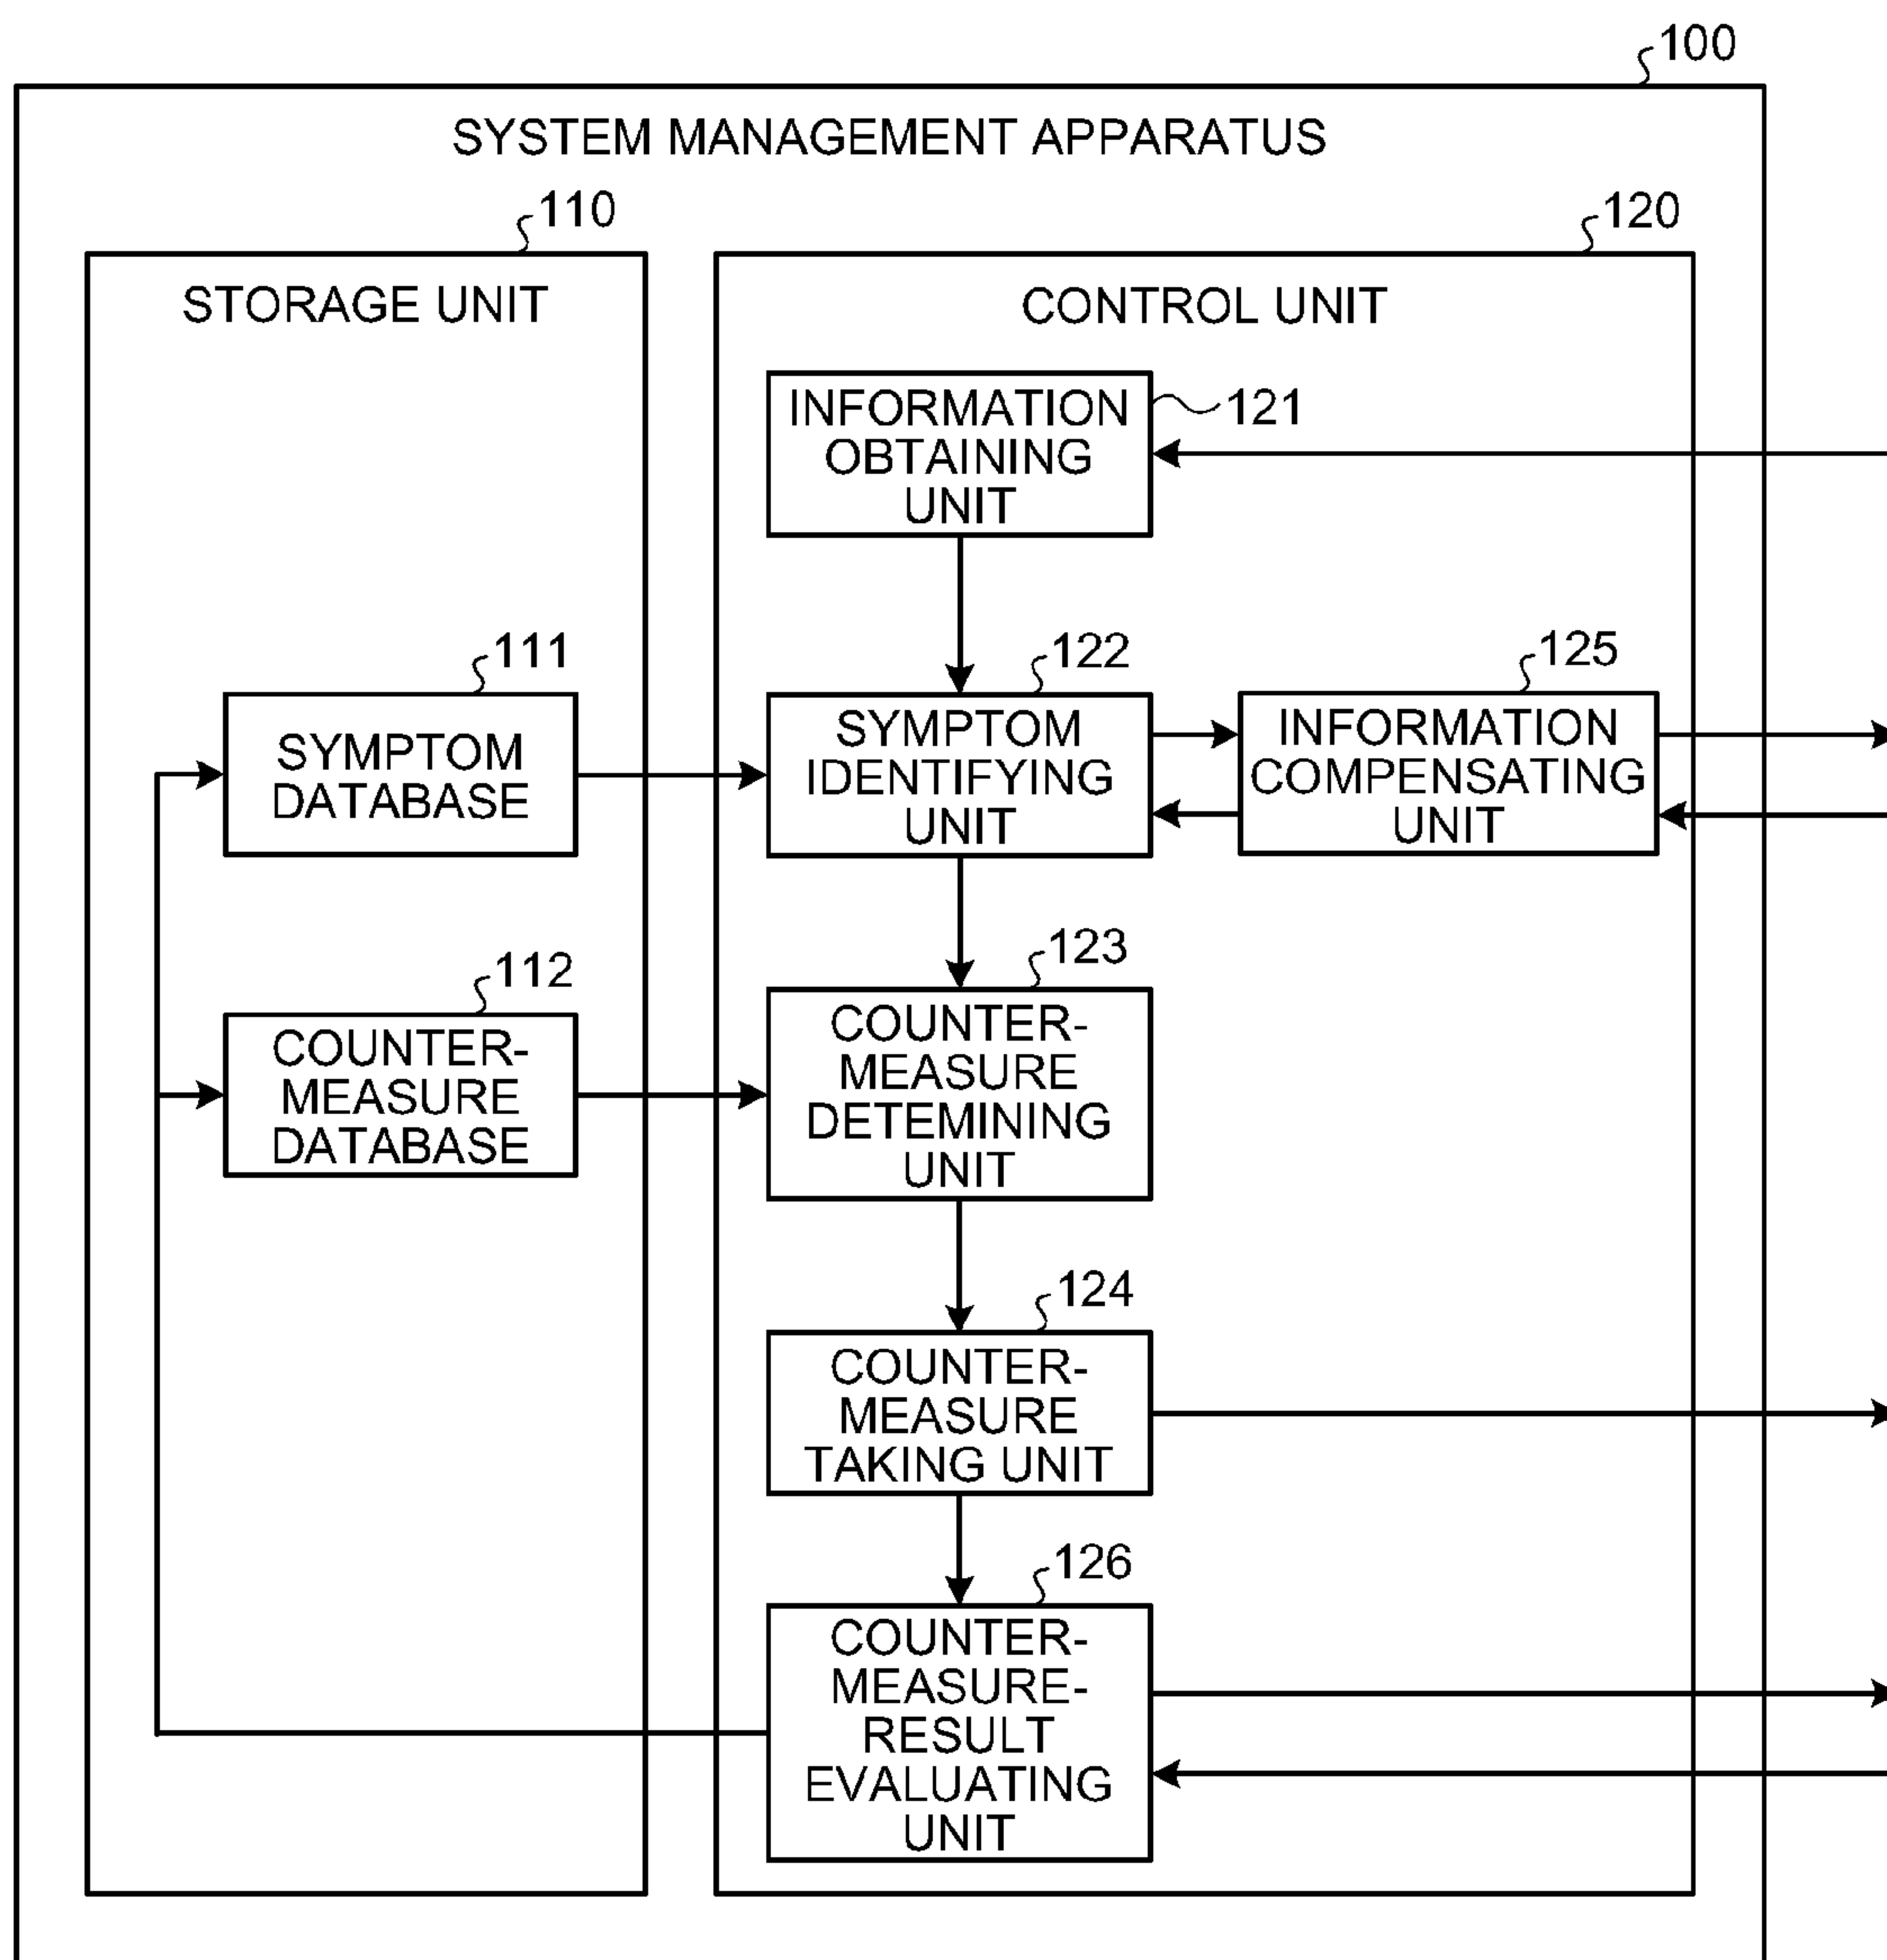 100
SYSTEM MANAGEMENT APPARATUS
110
STORAGE UNIT
120
CONTROL UNIT
INFORMATION
OBTAINING
UNIT
121
111
SYMPTOM
DATABASE
122
SYMPTOM
IDENTIFYING
UNIT
125
INFORMATION
COMPENSATING
UNIT
112
COUNTER-
MEASURE
DATABASE
123
COUNTER-
MEASURE
DETEMINING
UNIT
124
COUNTER-
MEASURE
TAKING UNIT
126
COUNTER-
MEASURE-
RESULT
EVALUATING
UNIT